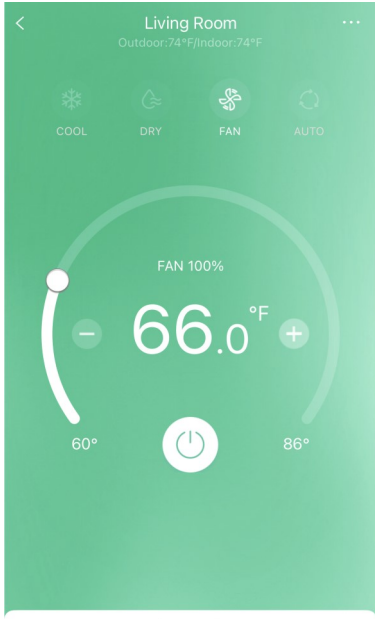 Living Room
Outdoor:74°F/Indoor:74°F
COOL DRY FAN AUTO
FAN 100%
66.0°F
60° 86°